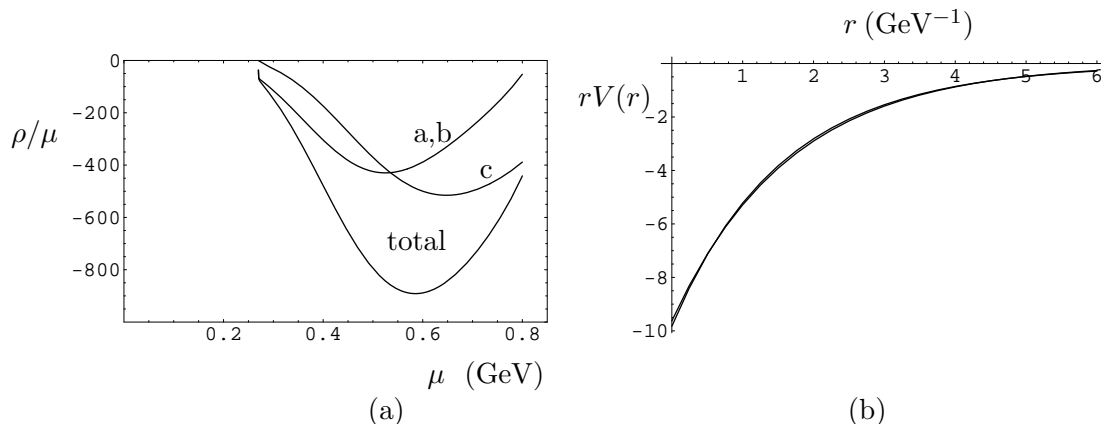 0
-200
-400
-600
-800
ρ/μ
a,b
c
total
0.2 0.4 0.6 0.8
μ (GeV)
(a)
r (GeV⁻¹)
1 2 3 4 5 6
rV(r)
-2
-4
-6
-8
-10
(b)